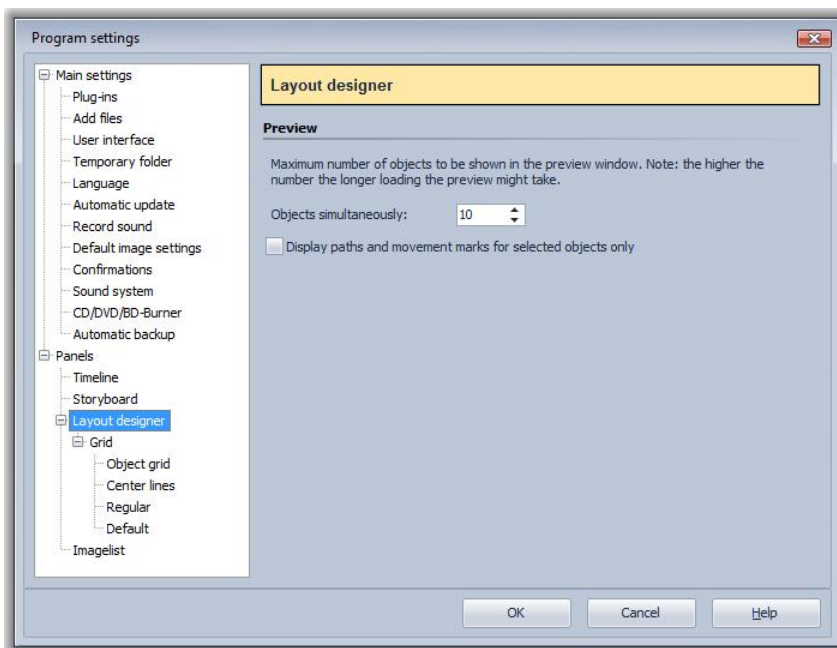 Program settings
Main settings
Plug-ins
Add files
User interface
Temporary folder
Language
Automatic update
Record sound
Default image settings
Confirmations
Sound system
CD/DVD/BD-Burner
Automatic backup
Panels
Timeline
Storyboard
Layout designer
Grid
Object grid
Center lines
Regular
Default
Imagelist
Layout designer
Preview
Maximum number of objects to be shown in the preview window. Note: the higher the
number the longer loading the preview might take.
Objects simultaneously: 10
Display paths and movement marks for selected objects only
OK Cancel Help